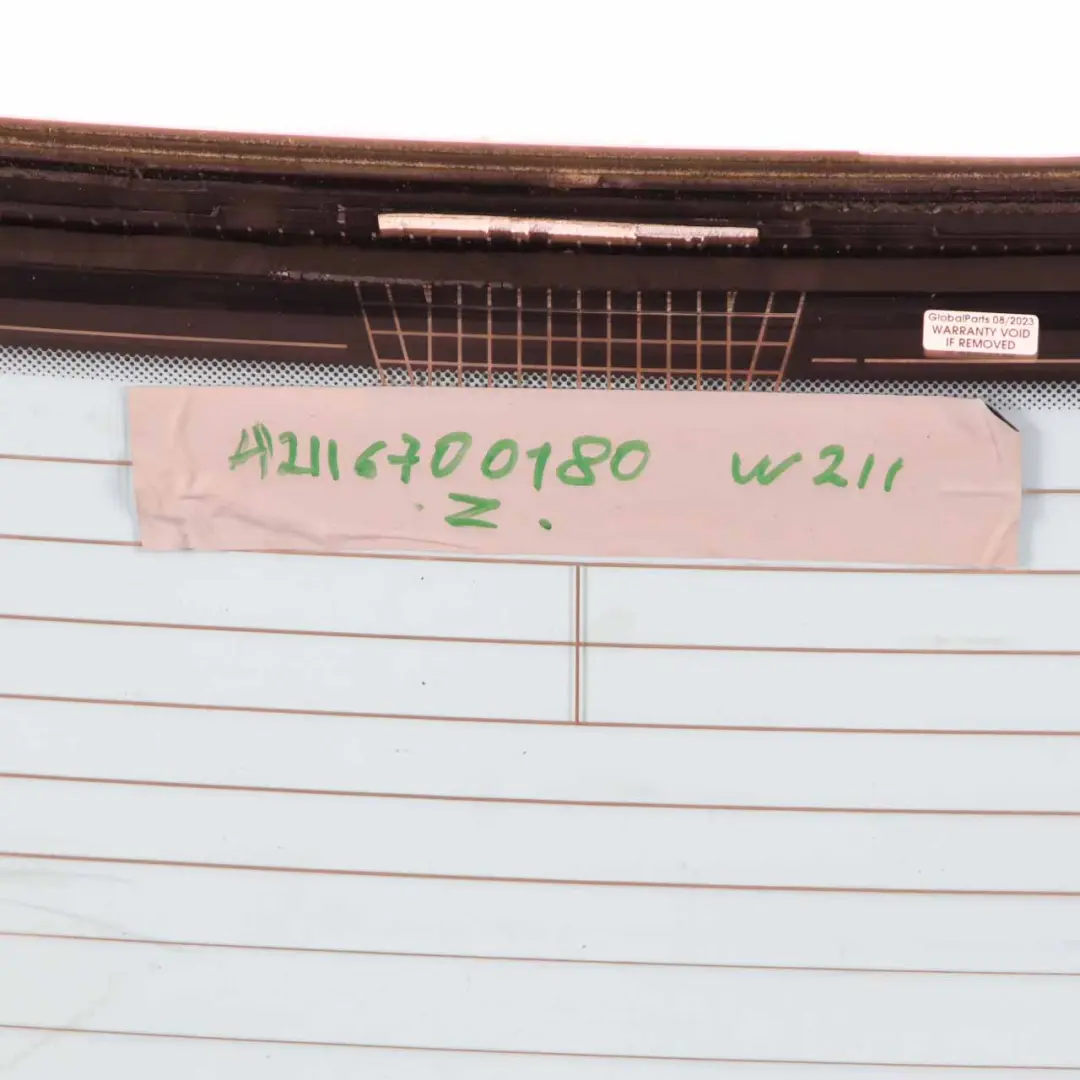 GlobalParts 08/2023
WARRANTY VOID
IF REMOVED
A2116700180 W211
. Z .